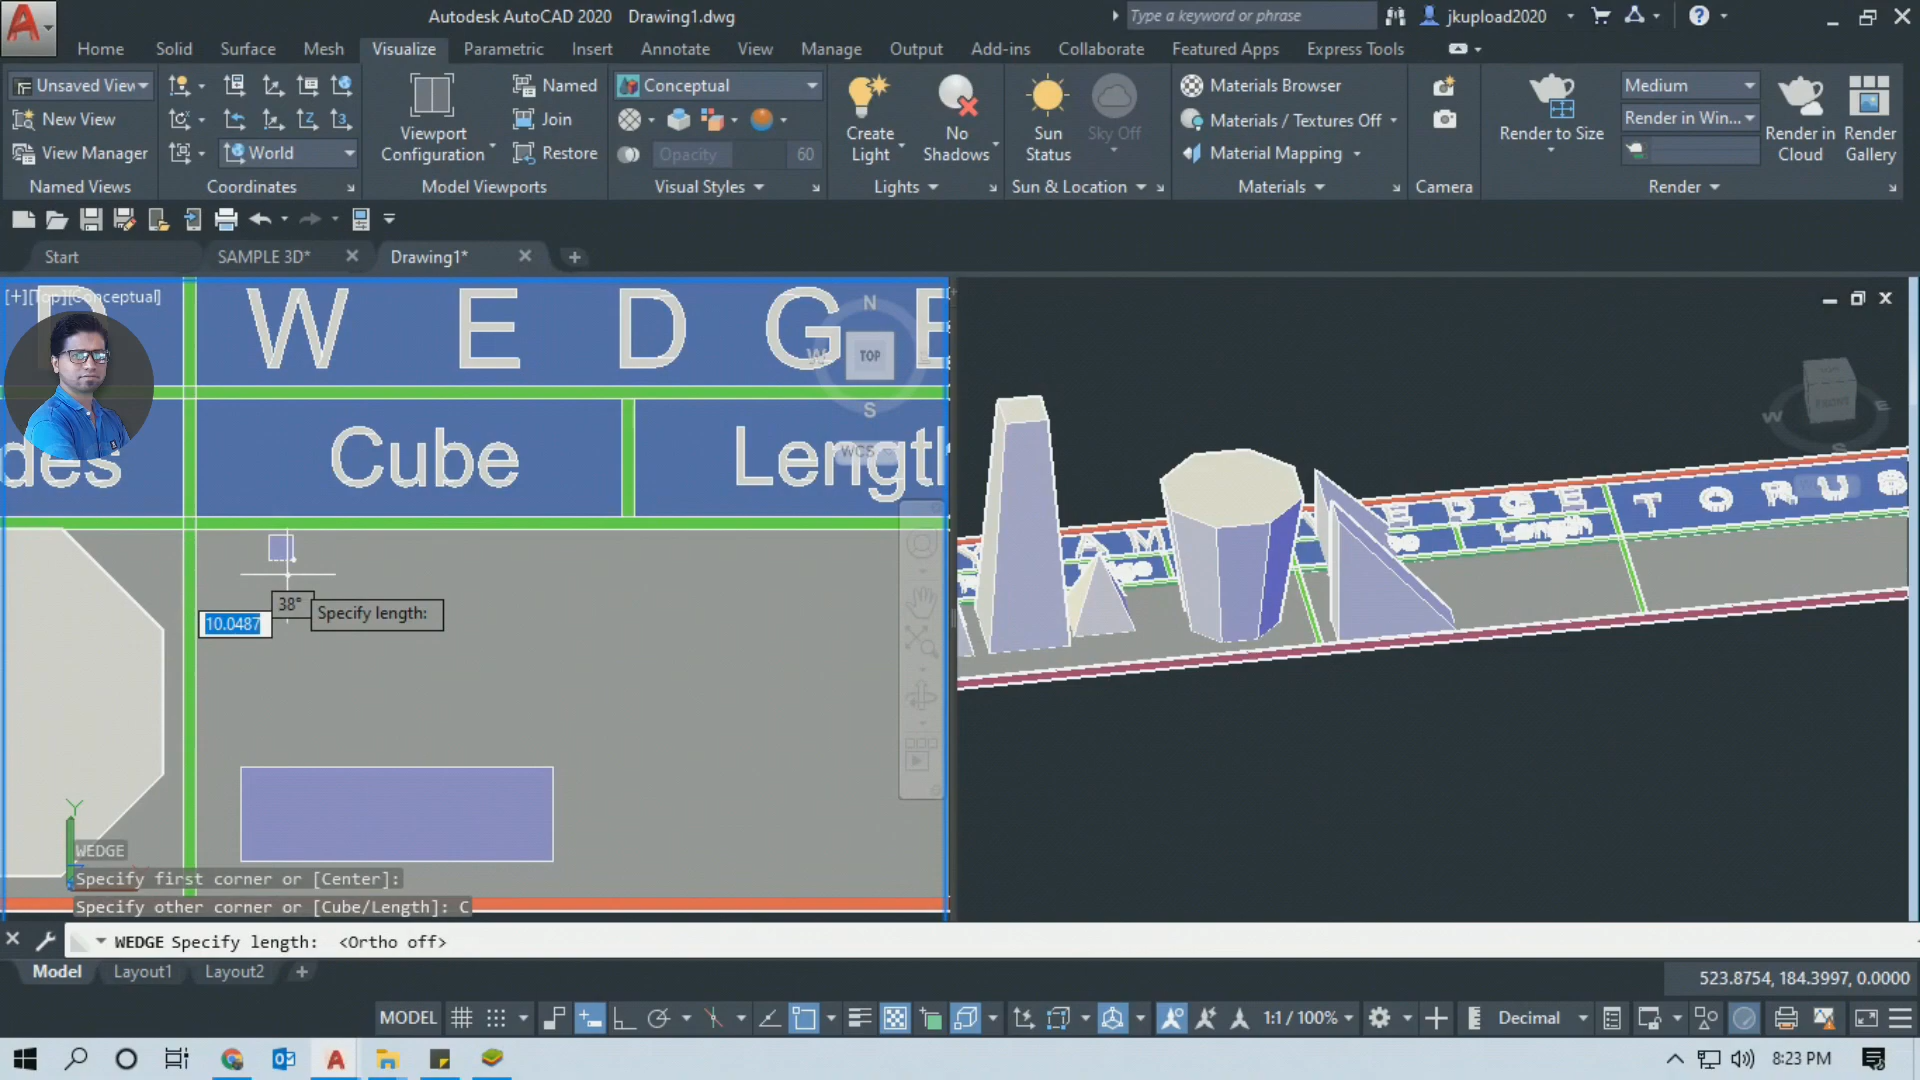 Autodesk AutoCAD 2020 Drawing1.dwg
Type a keyword or phrase
jkupload2020
Home Solid Surface Mesh Visualize Parametric Insert Annotate View Manage Output Add-ins Collaborate Featured Apps Express Tools
Unsaved View
New View
View Manager
Named Views
World
Coordinates
Viewport
Configuration
Named
Join
Restore
Model Viewports
Conceptual
Opacity 60
Visual Styles
Create
Light
No
Shadows
Lights
Sun
Status
Sky Off
Sun & Location
Materials Browser
Materials / Textures Off
Material Mapping
Materials
Camera
Render to Size
Medium
Render in Win...
Render in
Cloud
Render
Gallery
Render
Start SAMPLE 3D* Drawing1*
[+][Top][Conceptual]
D W E D G E
des Cube Lengt
N
W TOP
S
WCS
38°
10.0487 Specify length:
Y
WEDGE
Specify first corner or [Center]:
Specify other corner or [Cube/Length]: C
TOP
FRONT
W E
S
A M E D G E T O R U S
Length
WEDGE Specify length: <Ortho off>
Model Layout1 Layout2
523.8754, 184.3997, 0.0000
MODEL 1:1 / 100% Decimal
8:23 PM